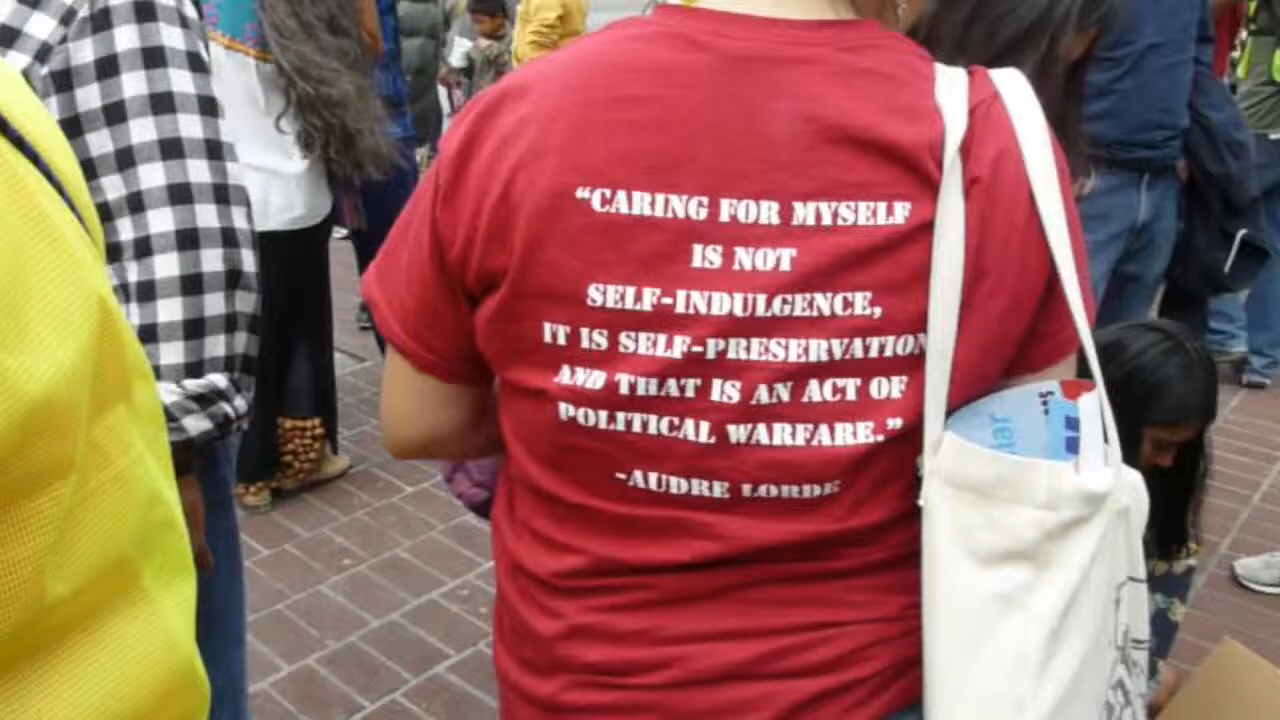 “CARING FOR MYSELF
IS NOT
SELF-INDULGENCE,
IT IS SELF-PRESERVATION
AND THAT IS AN ACT OF
POLITICAL WARFARE.”
-AUDRE LORDE